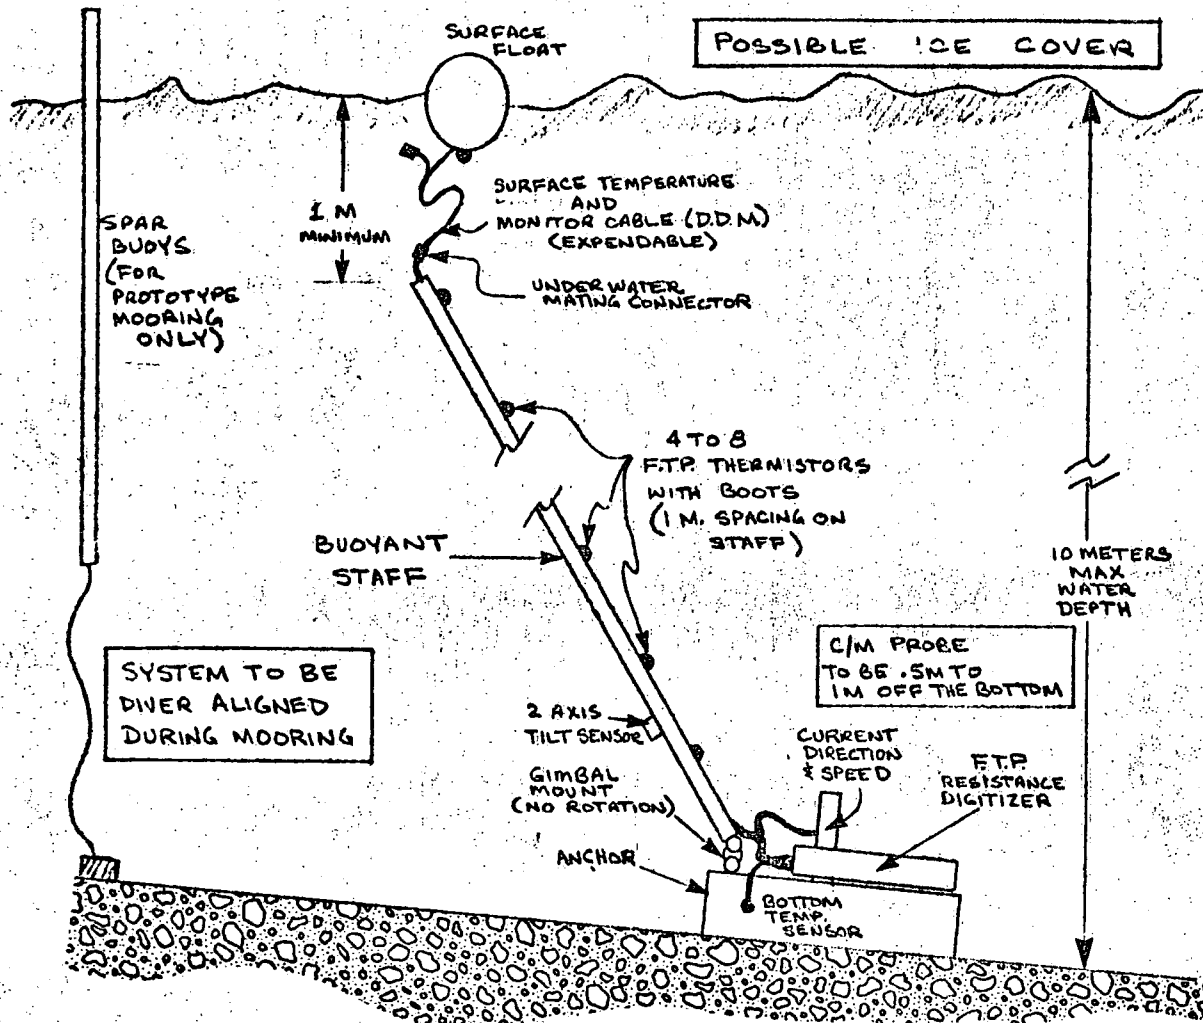 SURFACE
FLOAT
POSSIBLE ICE COVER
SURFACE TEMPERATURE
AND
MONITOR CABLE (D.D.M)
(EXPENDABLE)
1 M
MINIMUM
SPAR
BUOYS
(FOR
PROTOTYPE
MOORING
ONLY)
UNDER WATER
MATING CONNECTOR
4 TO 8
F.T.P. THERMISTORS
WITH BOOTS
(1 M. SPACING ON
STAFF)
BUOYANT
STAFF
10 METERS
MAX
WATER
DEPTH
C/M PROBE
TO BE .5M TO
1M OFF THE BOTTOM
SYSTEM TO BE
DIVER ALIGNED
DURING MOORING
2 AXIS
TILT SENSOR
CURRENT
DIRECTION
& SPEED
F.T.P.
RESISTANCE
DIGITIZER
GIMBAL
MOUNT
(NO ROTATION)
ANCHOR
BOTTOM
TEMP.
SENSOR